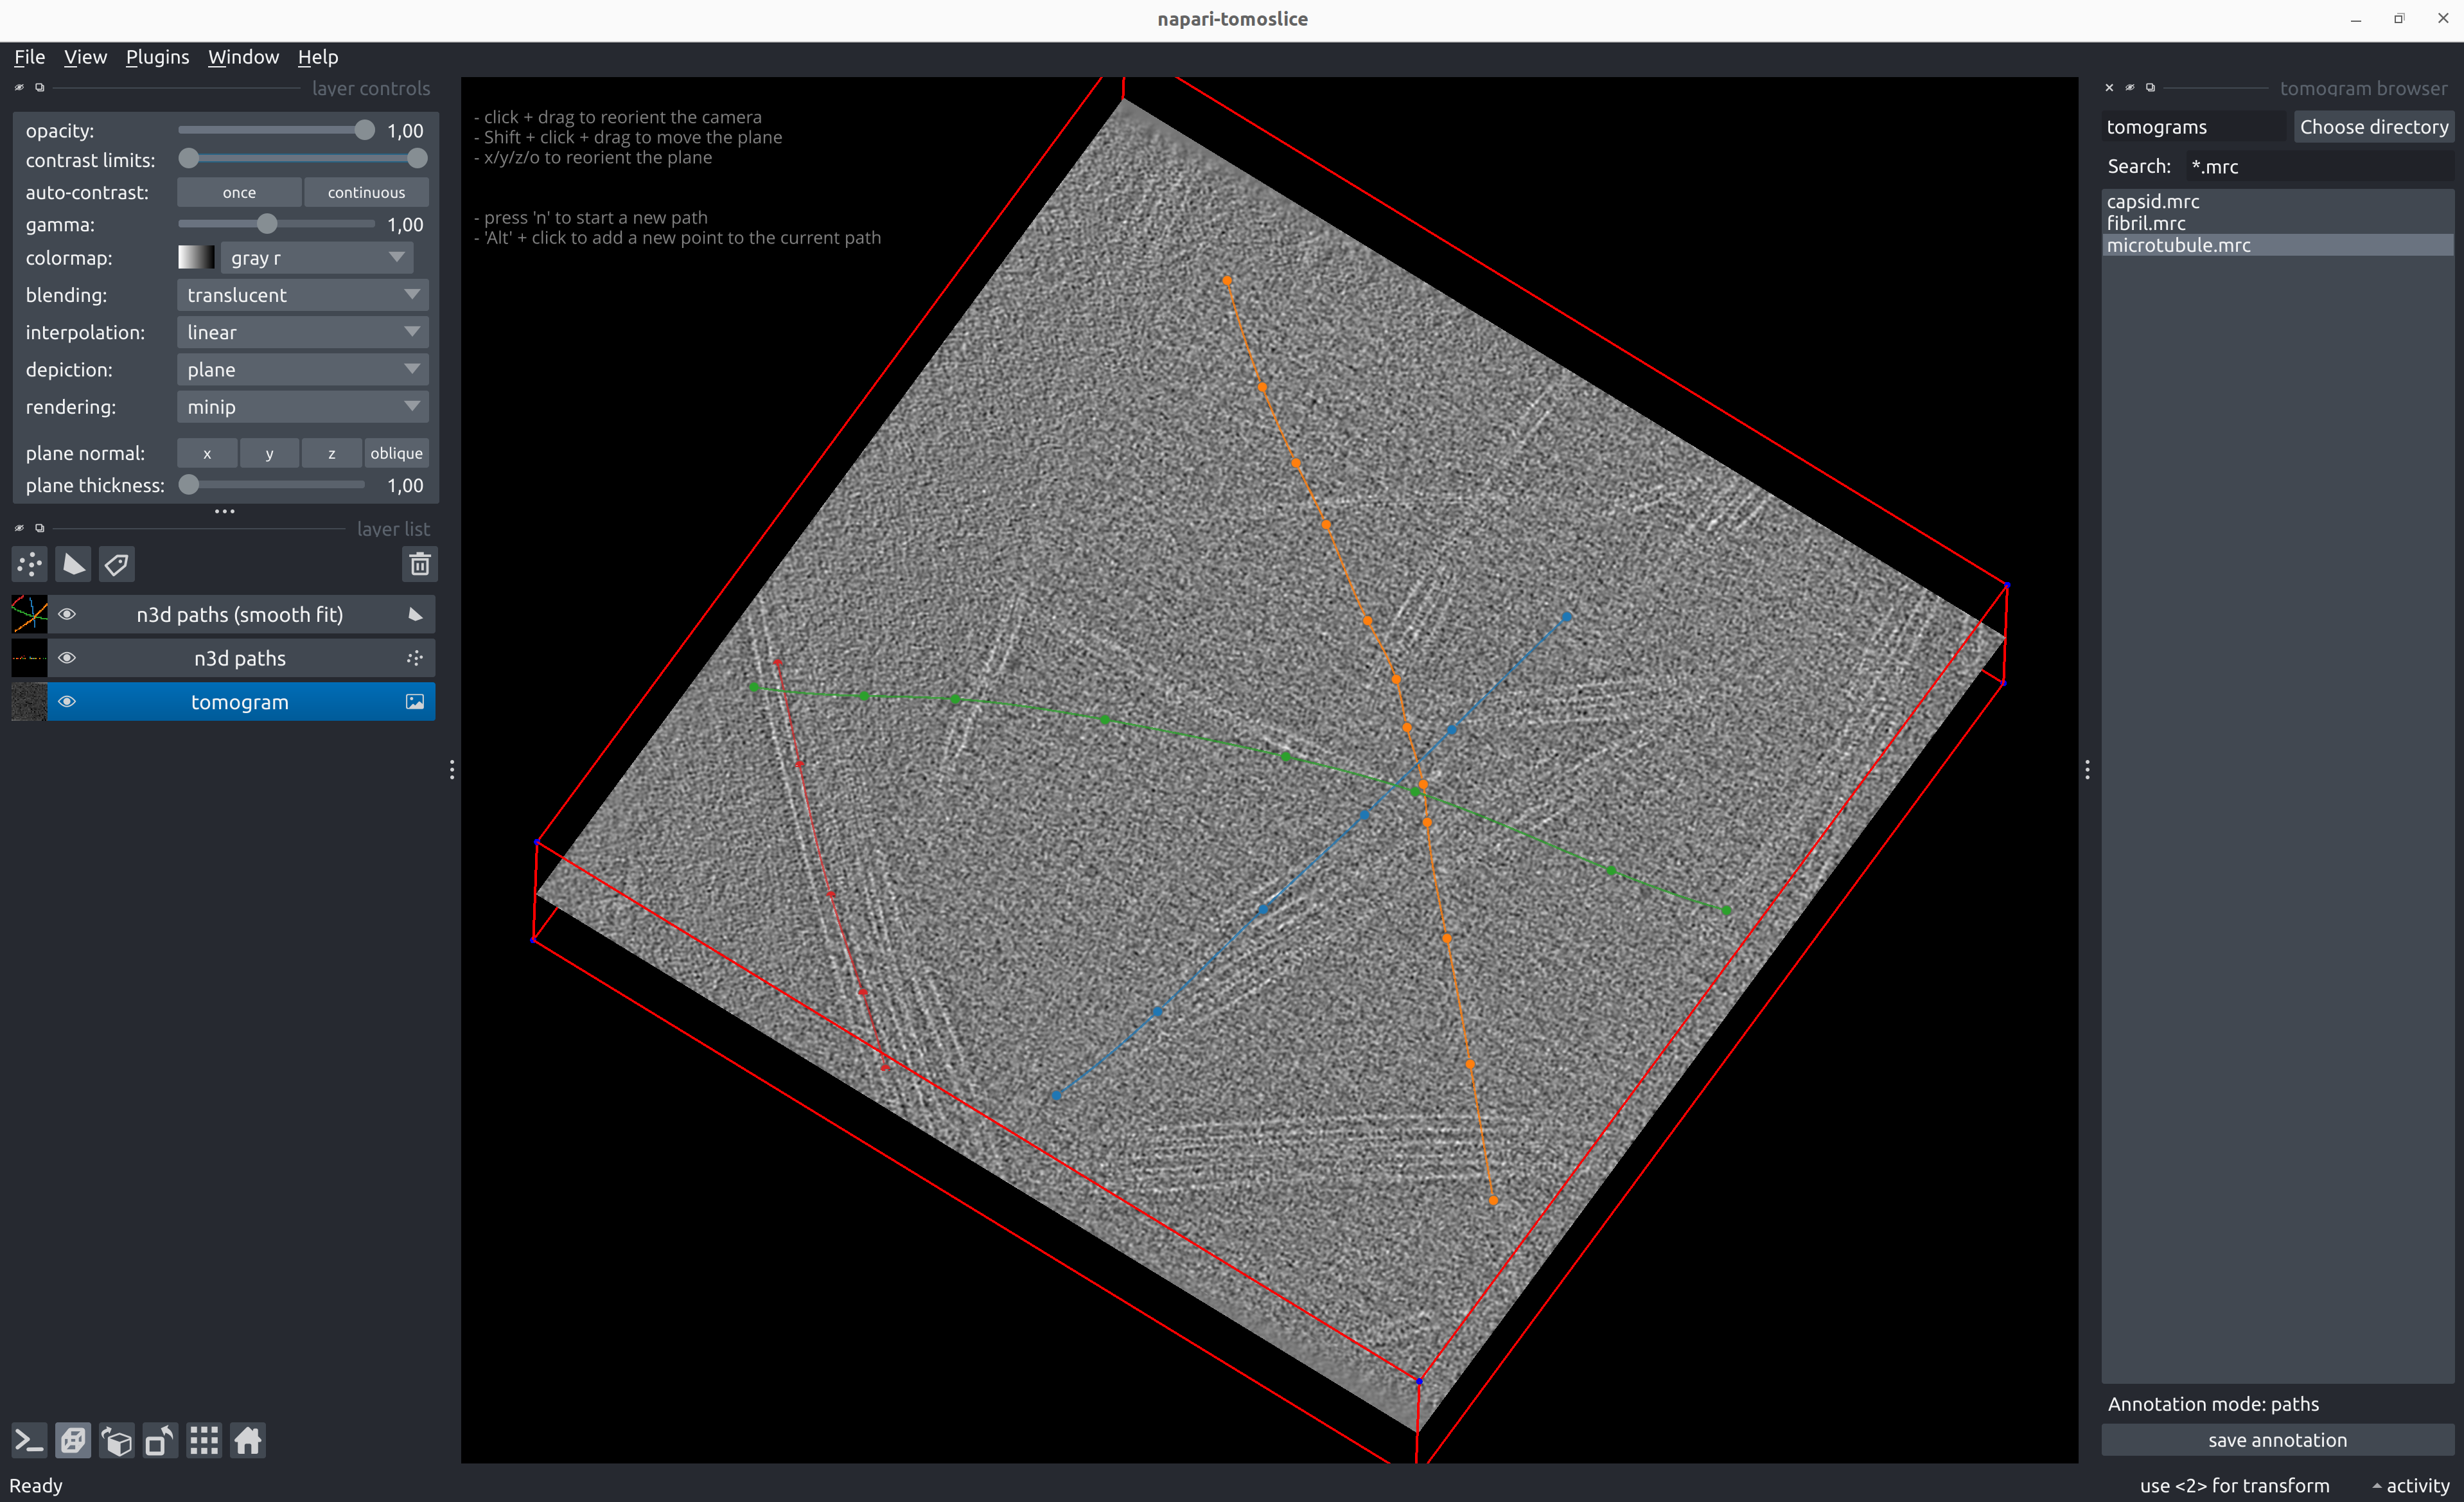 napari-tomoslice
File View Plugins Window Help
layer controls
opacity: 1,00
contrast limits:
auto-contrast: once continuous
gamma: 1,00
colormap: gray r
blending: translucent
interpolation: linear
depiction: plane
rendering: minip
plane normal: x y z oblique
plane thickness: 1,00
layer list
n3d paths (smooth fit)
n3d paths
tomogram
- click + drag to reorient the camera
- Shift + click + drag to move the plane
- x/y/z/o to reorient the plane
- press 'n' to start a new path
- 'Alt' + click to add a new point to the current path
tomogram browser
tomograms Choose directory
Search: *.mrc
capsid.mrc
fibril.mrc
microtubule.mrc
Annotation mode: paths
save annotation
Ready
use <2> for transform activity